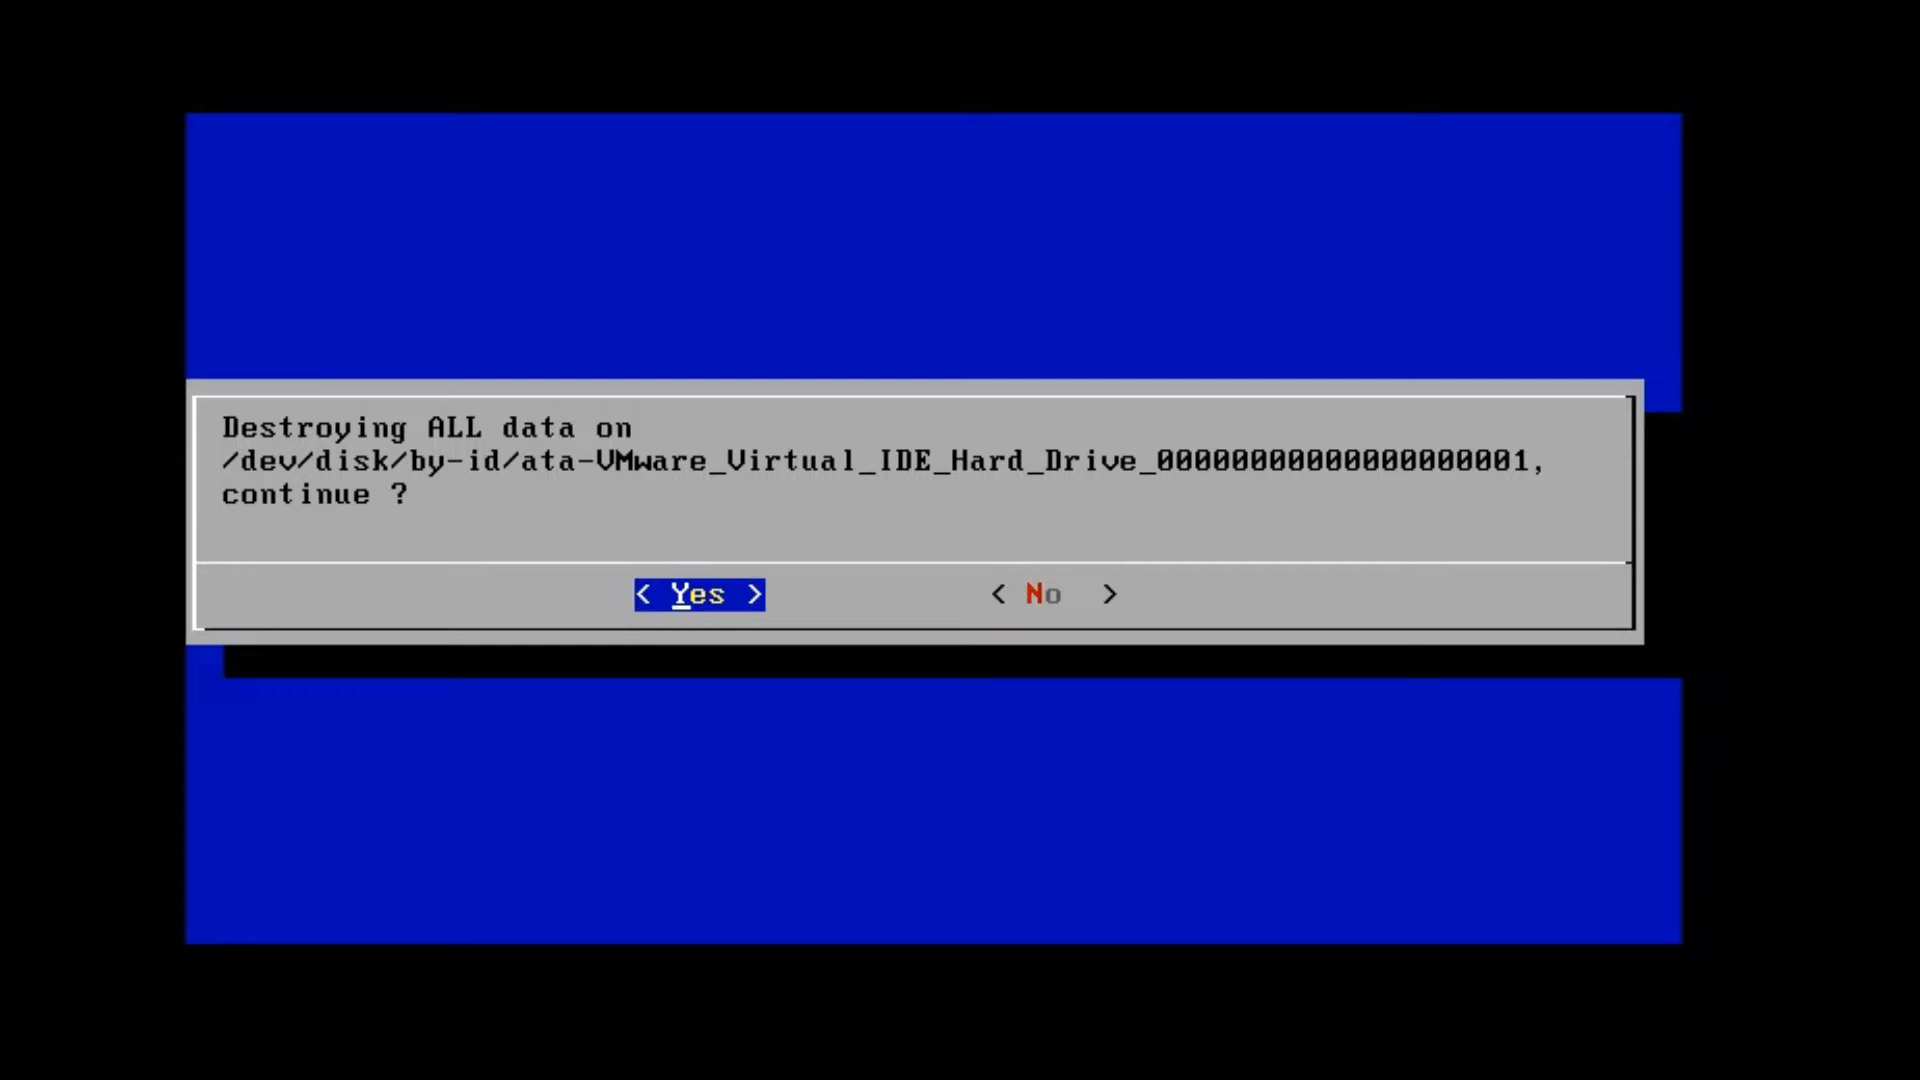 Destroying ALL data on
/dev/disk/by-id/ata-VMware_Virtual_IDE_Hard_Drive_00000000000000000001,
continue ?
< Yes > < No >